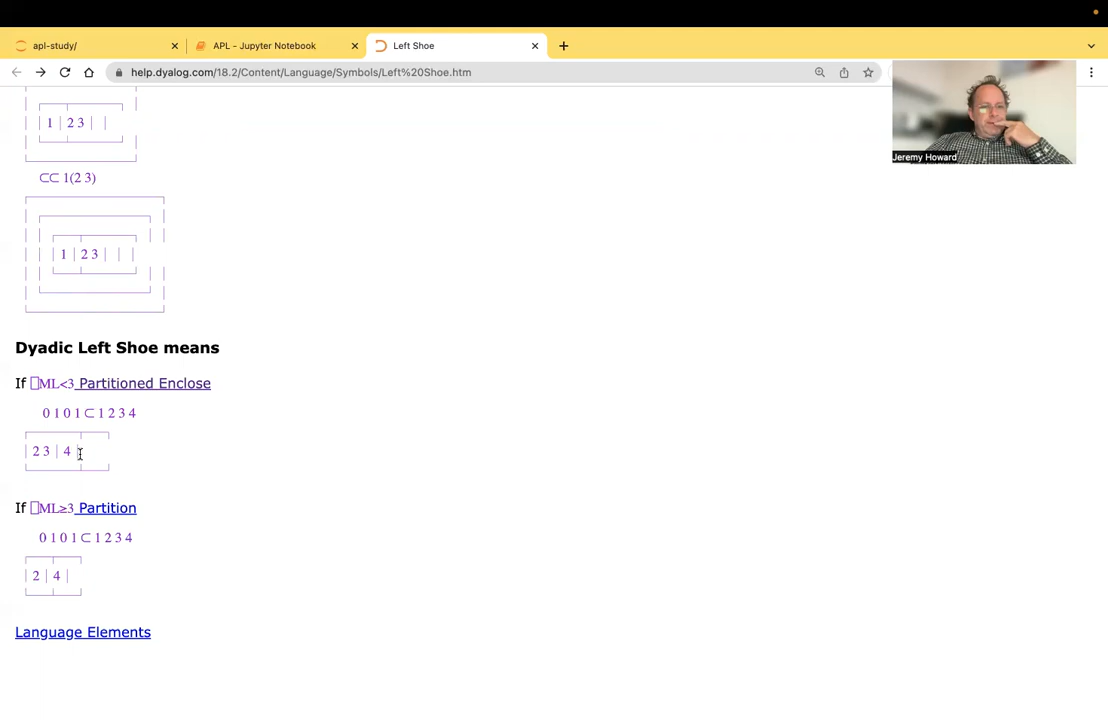 apl-study/
APL - Jupyter Notebook
Left Shoe
help.dyalog.com/18.2/Content/Language/Symbols/Left%20Shoe.htm
Jeremy Howard
1 2 3
⊂⊂ 1(2 3)
1 2 3
Dyadic Left Shoe means
If ⎕ML<3 Partitioned Enclose
0 1 0 1 ⊂ 1 2 3 4
2 3 4
If ⎕ML≥3 Partition
0 1 0 1 ⊂ 1 2 3 4
2 4
Language Elements